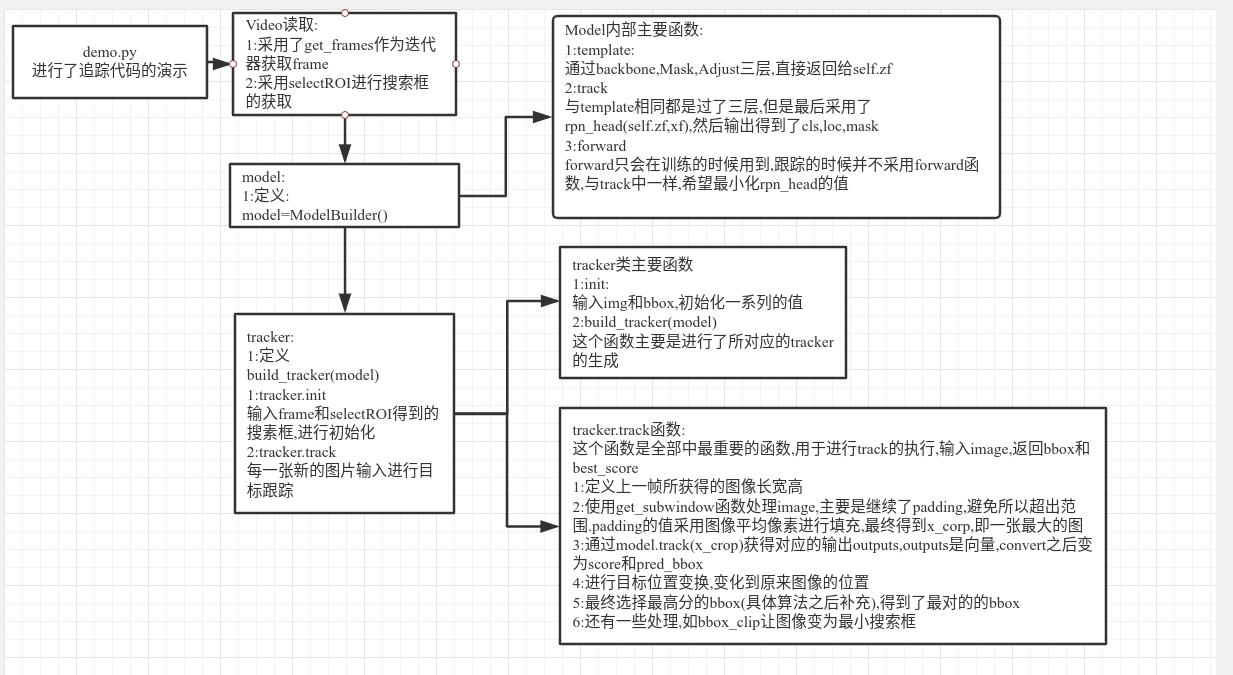 demo.py
进行了追踪代码的演示
Video读取:
1:采用了get_frames作为迭代
器获取frame
2:采用selectROI进行搜索框
的获取
model:
1:定义:
model=ModelBuilder()
Model内部主要函数:
1:template:
通过backbone,Mask,Adjust三层,直接返回给self.zf
2:track
与template相同都是过了三层,但是最后采用了
rpn_head(self.zf,xf),然后输出得到了cls,loc,mask
3:forward
forward只会在训练的时候用到,跟踪的时候并不采用forward函
数,与track中一样,希望最小化rpn_head的值
tracker:
1:定义
build_tracker(model)
1:tracker.init
输入frame和selectROI得到的
搜素框,进行初始化
2:tracker.track
每一张新的图片输入进行目
标跟踪
tracker类主要函数
1:init:
输入img和bbox,初始化一系列的值
2:build_tracker(model)
这个函数主要是进行了所对应的tracker
的生成
tracker.track函数:
这个函数是全部中最重要的函数,用于进行track的执行,输入image,返回bbox和
best_score
1:定义上一帧所获得的图像长宽高
2:使用get_subwindow函数处理image,主要是继续了padding,避免所以超出范
围.padding的值采用图像平均像素进行填充,最终得到x_corp,即一张最大的图
3:通过model.track(x_crop)获得对应的输出outputs,outputs是向量,convert之后变
为score和pred_bbox
4:进行目标位置变换,变化到原来图像的位置
5:最终选择最高分的bbox(具体算法之后补充),得到了最对的的bbox
6:还有一些处理,如bbox_clip让图像变为最小搜索框